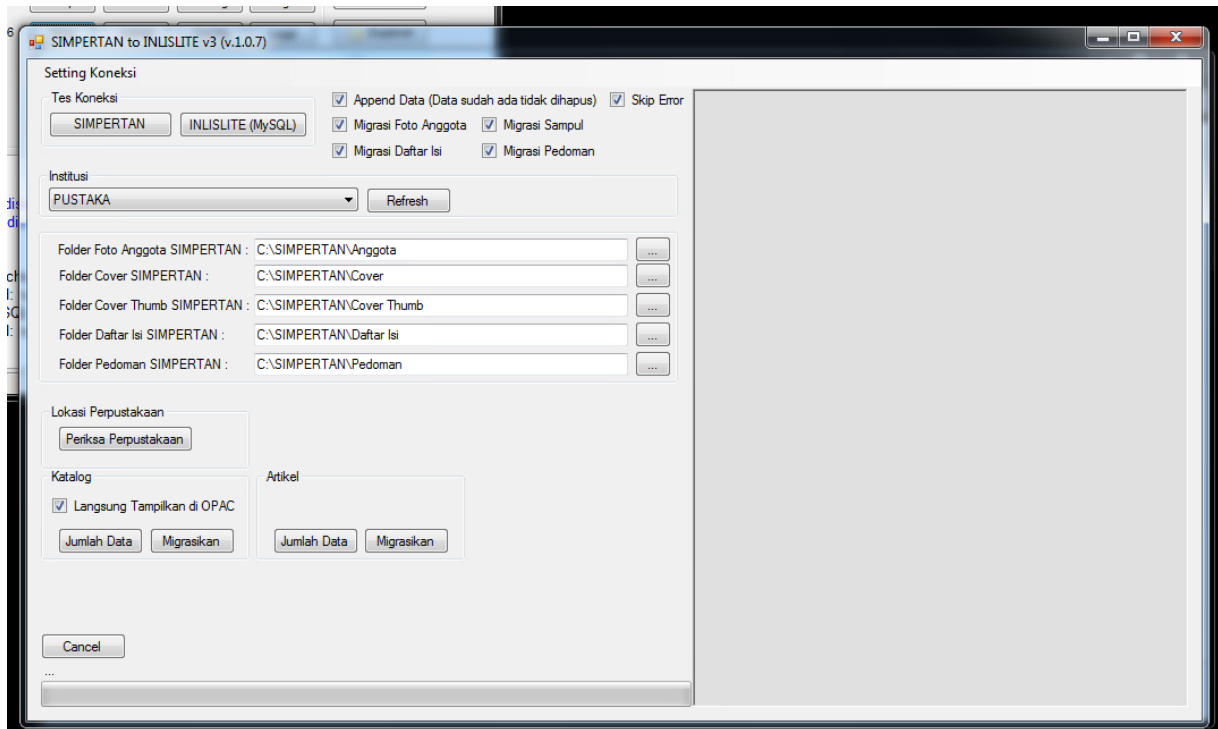 6
SIMPERTAN to INLISLITE v3 (v.1.0.7)
Setting Koneksi
Tes Koneksi
SIMPERTAN INLISLITE (MySQL)
Append Data (Data sudah ada tidak dihapus) Skip Error
Migrasi Foto Anggota Migrasi Sampul
Migrasi Daftar Isi Migrasi Pedoman
Institusi
PUSTAKA Refresh
Folder Foto Anggota SIMPERTAN : C:\SIMPERTAN\Anggota ...
Folder Cover SIMPERTAN : C:\SIMPERTAN\Cover ...
Folder Cover Thumb SIMPERTAN : C:\SIMPERTAN\Cover Thumb ...
Folder Daftar Isi SIMPERTAN : C:\SIMPERTAN\Daftar Isi ...
Folder Pedoman SIMPERTAN : C:\SIMPERTAN\Pedoman ...
Lokasi Perpustakaan
Periksa Perpustakaan
Katalog Artikel
Langsung Tampilkan di OPAC
Jumlah Data Migrasikan Jumlah Data Migrasikan
Cancel
...